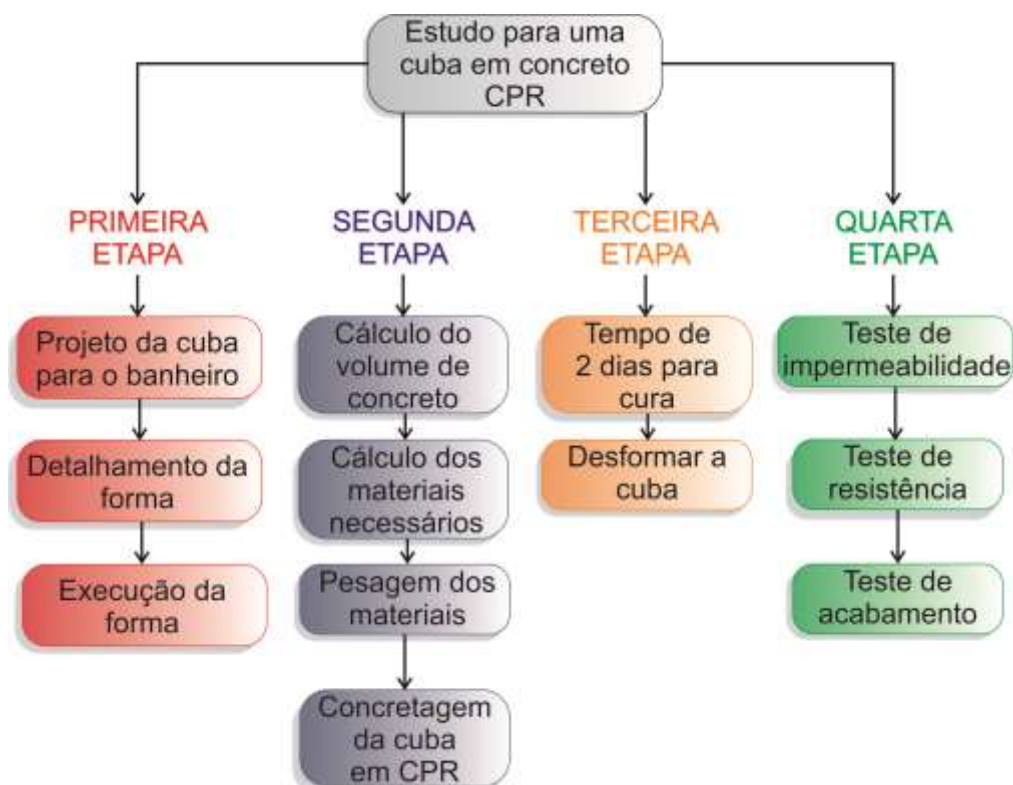 Estudo para uma
cuba em concreto
CPR
PRIMEIRA
ETAPA
Projeto da cuba
para o banheiro
Detalhamento da
forma
Execução da
forma
SEGUNDA
ETAPA
Cálculo do
volume de
concreto
Cálculo dos
materiais
necessários
Pesagem dos
materiais
Concretagem
da cuba
em CPR
TERCEIRA
ETAPA
Tempo de
2 dias para
cura
Desformar a
cuba
QUARTA
ETAPA
Teste de
impermeabilidade
Teste de
resistência
Teste de
acabamento